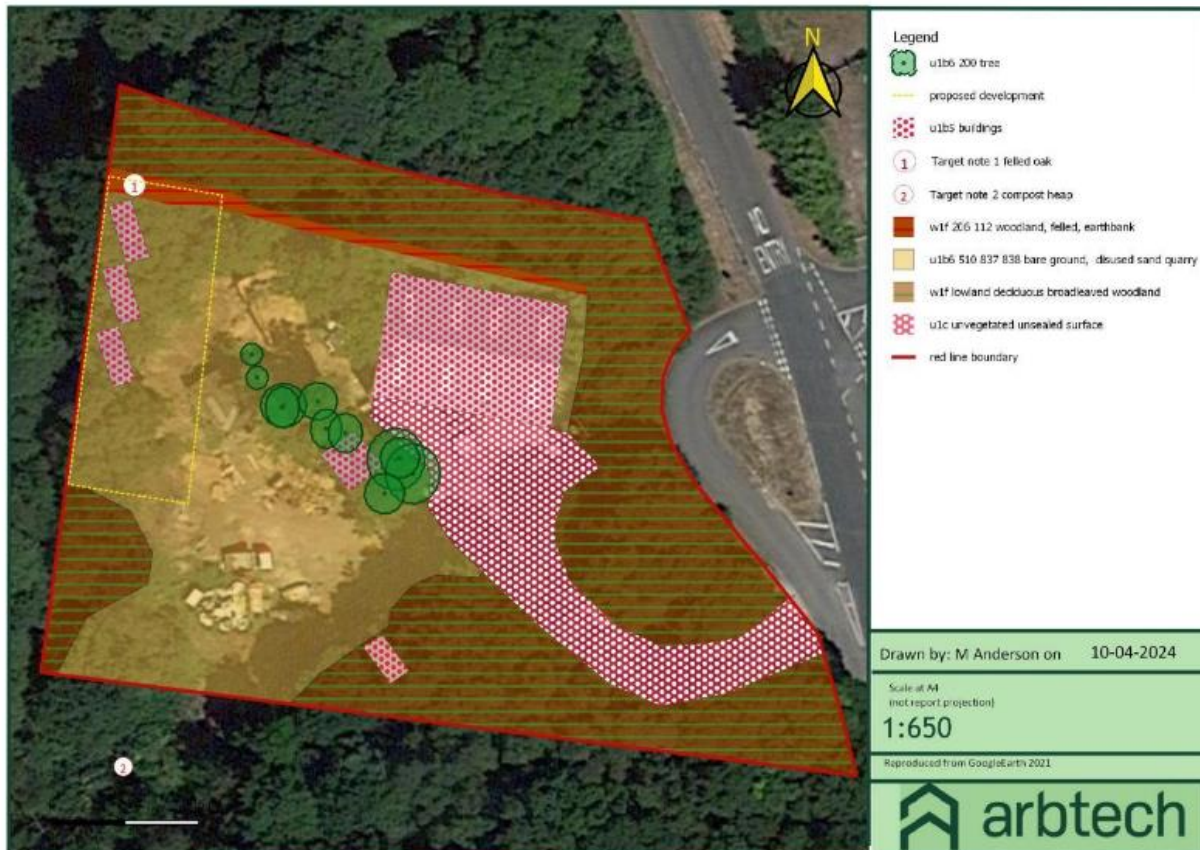 N
1
2
Legend
u1b6 200 tree
proposed development
u1b5 buildings
1 Target note 1 felled oak
2 Target note 2 compost heap
w1f 206 112 woodland, felled, earthbank
u1b6 510 837 838 bare ground, disused sand quarry
w1f lowland deciduous broadleaved woodland
u1c unvegetated unsealed surface
red line boundary
Drawn by: M Anderson on 10-04-2024
Scale at A4
(not report projection)
1:650
Reproduced from GoogleEarth 2021
arbtech